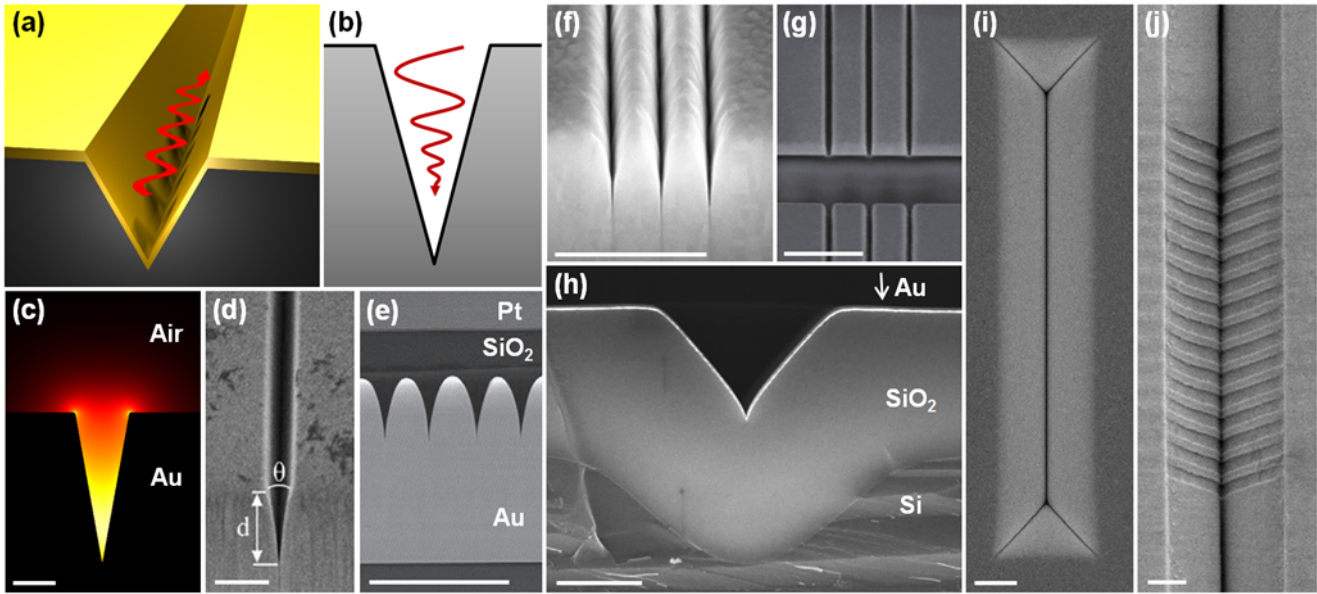 (a)
(b)
(c)
Air
Au
(d)
θ
d
(e)
Pt
SiO₂
Au
(f)
(g)
(h)
Au
SiO₂
Si
(i)
(j)